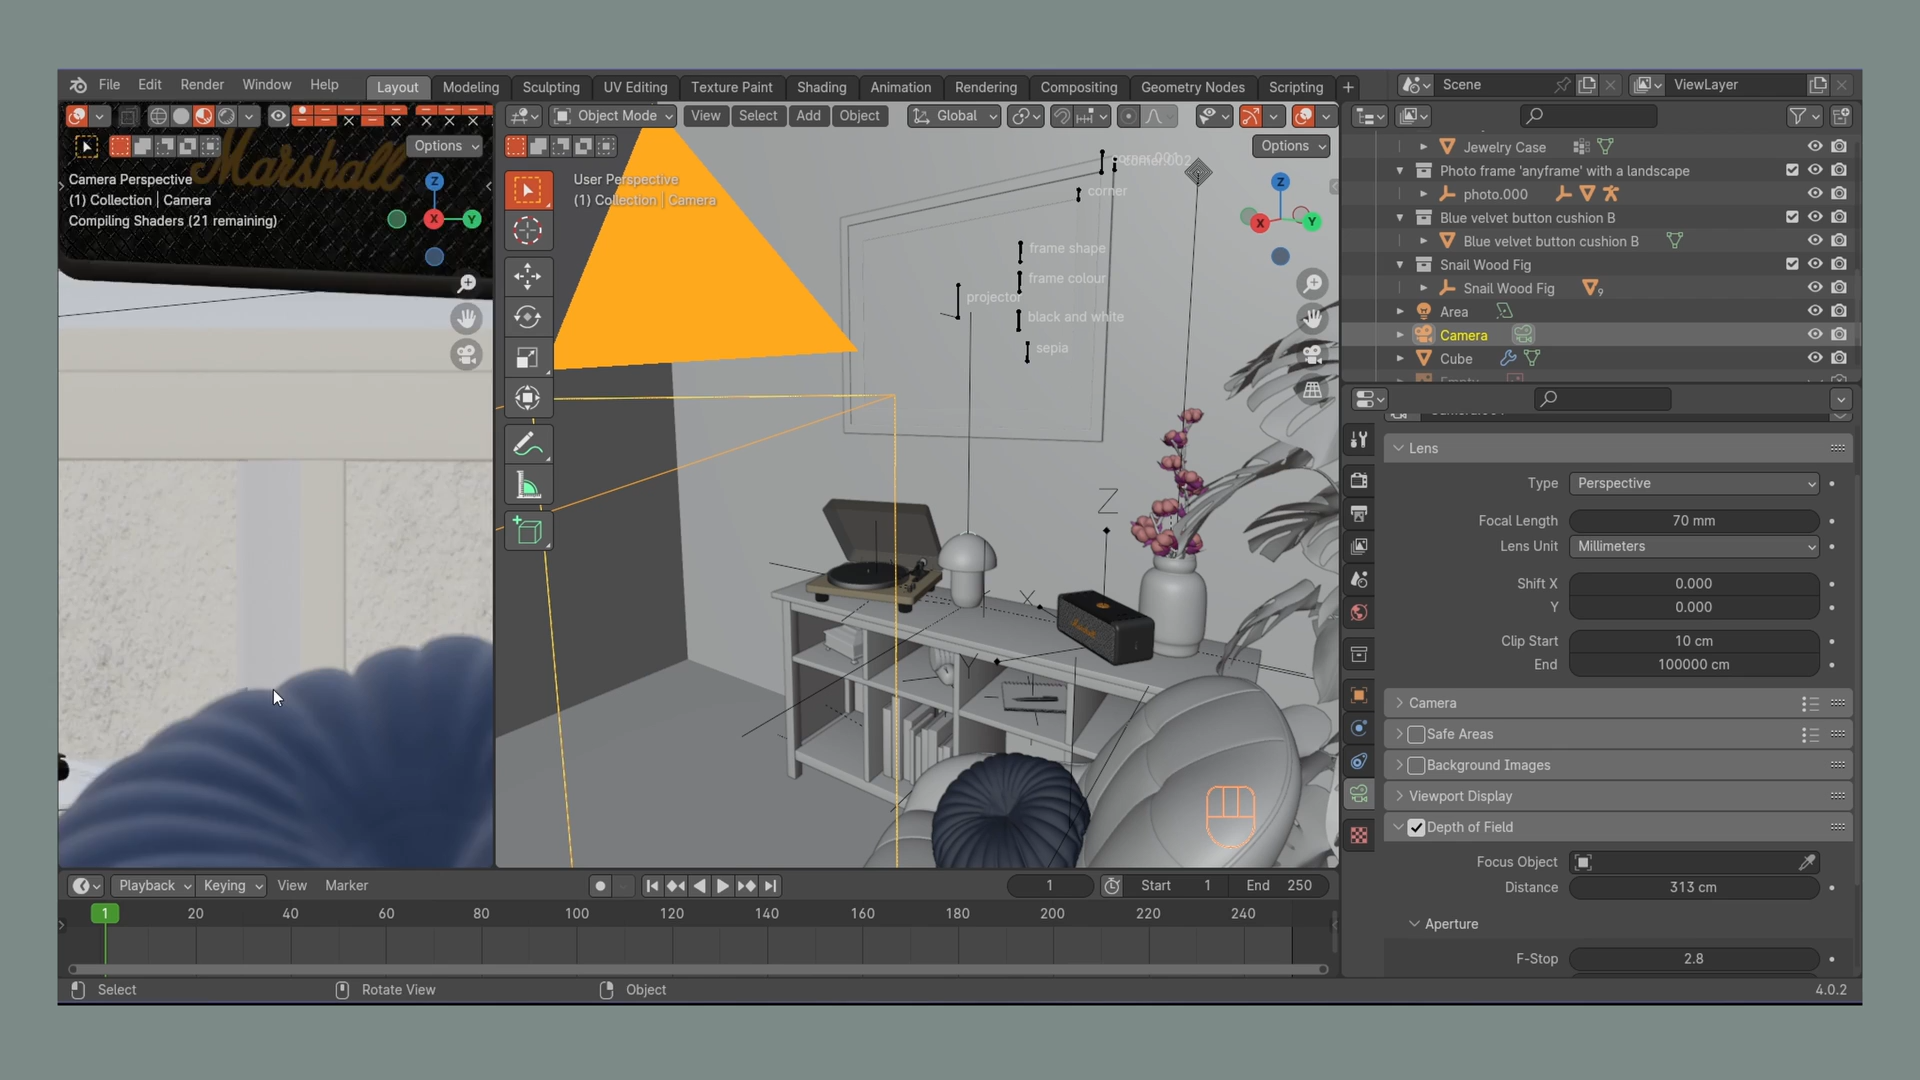 File Edit Render Window Help
Layout Modeling Sculpting UV Editing Texture Paint Shading Animation Rendering Compositing Geometry Nodes Scripting +
Scene
ViewLayer
Object Mode View Select Add Object Global
Options
Options
Marshall
Camera Perspective
(1) Collection | Camera
Compiling Shaders (21 remaining)
User Perspective
(1) Collection | Camera
Z
X
Y
Z
X
Y
corner
frame shape
frame colour
projector
black and white
sepia
Z
X
Y
Marshall
Jewelry Case
Photo frame 'anyframe' with a landscape
photo.000
Blue velvet button cushion B
Blue velvet button cushion B
Snail Wood Fig
Snail Wood Fig
9
Area
Camera
Cube
Lens
Type Perspective
Focal Length 70 mm
Lens Unit Millimeters
Shift X 0.000
Y 0.000
Clip Start 10 cm
End 100000 cm
Camera
Safe Areas
Background Images
Viewport Display
Depth of Field
Focus Object
Distance 313 cm
Aperture
F-Stop 2.8
Playback Keying View Marker
1
Start 1
End 250
1 20 40 60 80 100 120 140 160 180 200 220 240
Select
Rotate View
Object
4.0.2